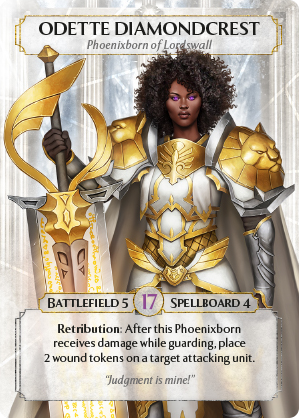 ODETTE DIAMONDCREST
Phoenixborn of Lordswall
BATTLEFIELD 5 17 SPELLBOARD 4
Retribution: After this Phoenixborn
receives damage while guarding, place
2 wound tokens on a target attacking unit.
"Judgment is mine!"